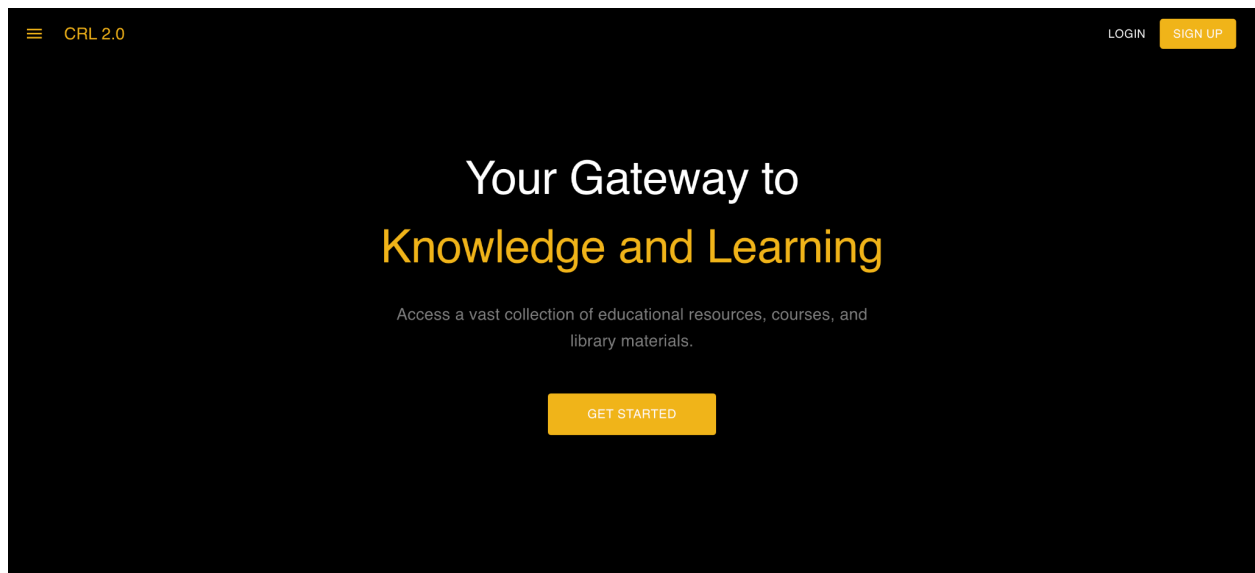 CRL 2.0
LOGIN
SIGN UP
Your Gateway to
Knowledge and Learning
Access a vast collection of educational resources, courses, and
library materials.
GET STARTED